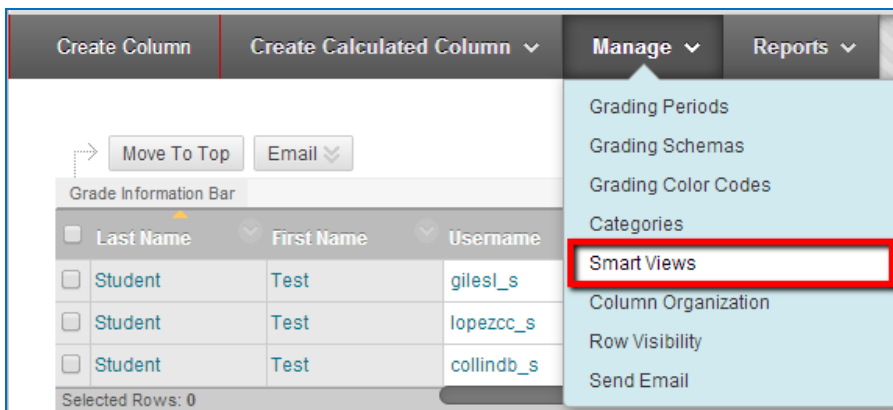 Create Column Create Calculated Column Manage Reports
Grading Periods
Grading Schemas
Grading Color Codes
Categories
Smart Views
Column Organization
Row Visibility
Send Email
Move To Top Email
Grade Information Bar
Last Name First Name Username
Student Test gilesl_s
Student Test lopezcc_s
Student Test collindb_s
Selected Rows: 0